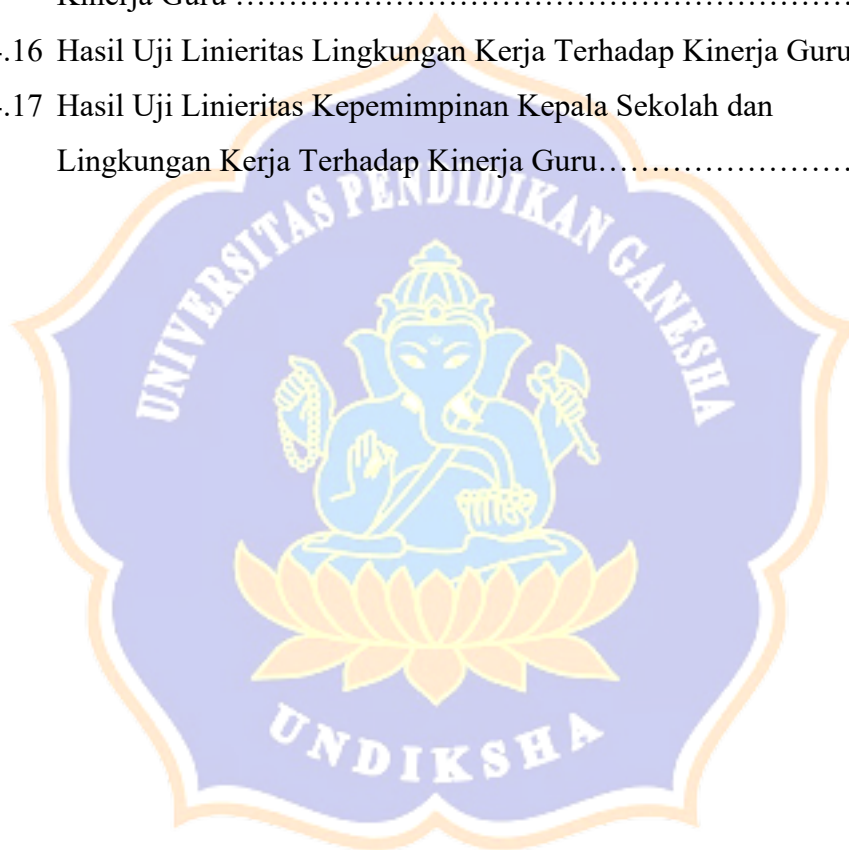 Kinerja Guru ……………………………………………………
.16 Hasil Uji Linieritas Lingkungan Kerja Terhadap Kinerja Guru
.17 Hasil Uji Linieritas Kepemimpinan Kepala Sekolah dan
Lingkungan Kerja Terhadap Kinerja Guru……………………
UNIVERSITAS PENDIDIKAN GANESHA
UNDIKSHA